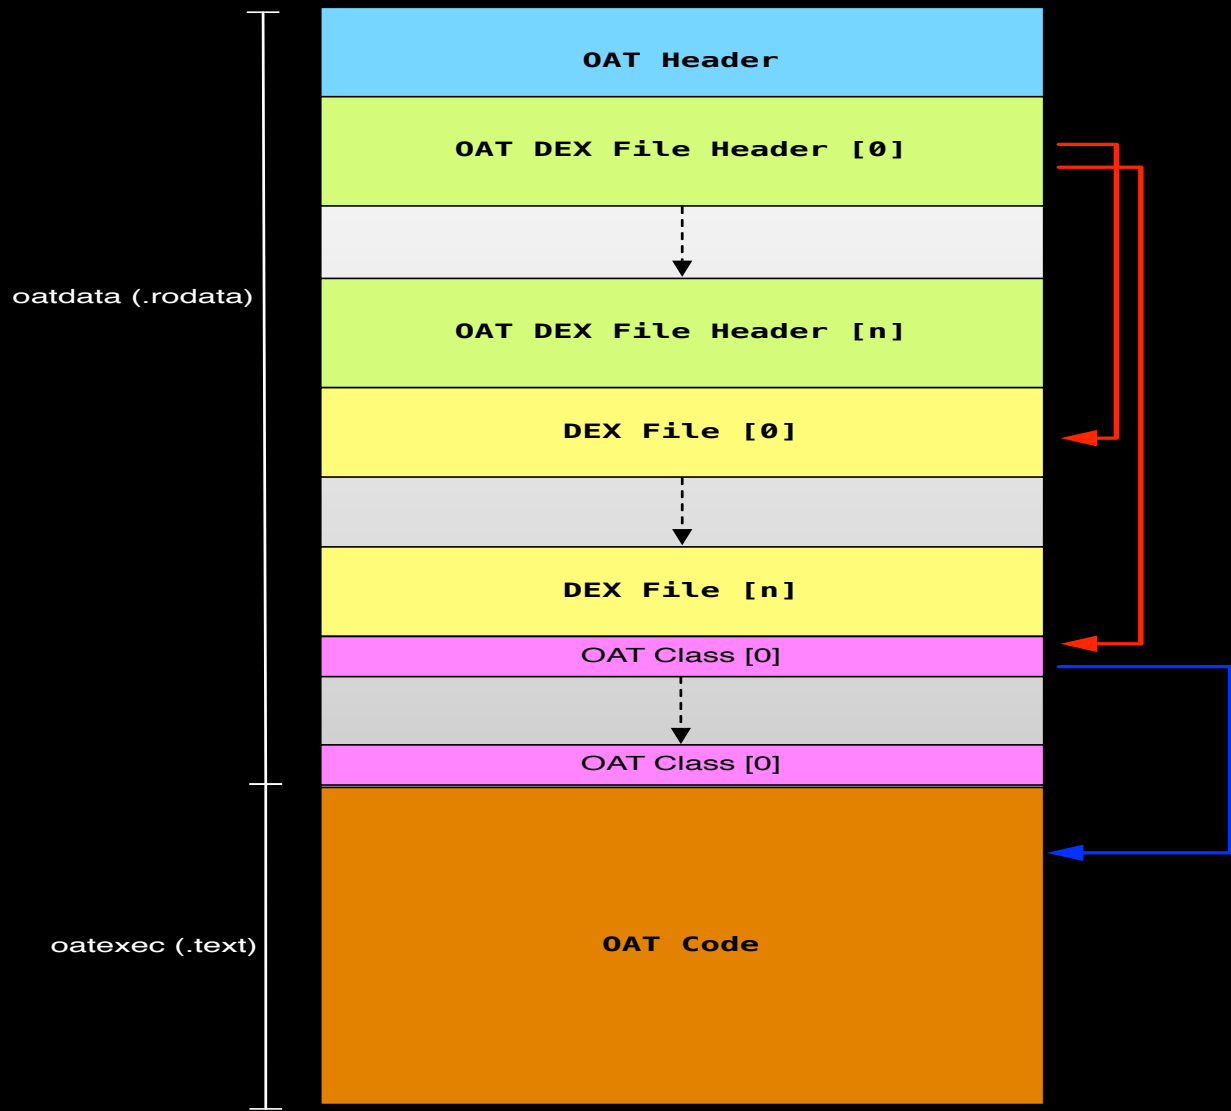 OAT Header
OAT DEX File Header [0]
oatdata (.rodata)
OAT DEX File Header [n]
DEX File [0]
DEX File [n]
OAT Class [0]
OAT Class [0]
oatexec (.text)
OAT Code